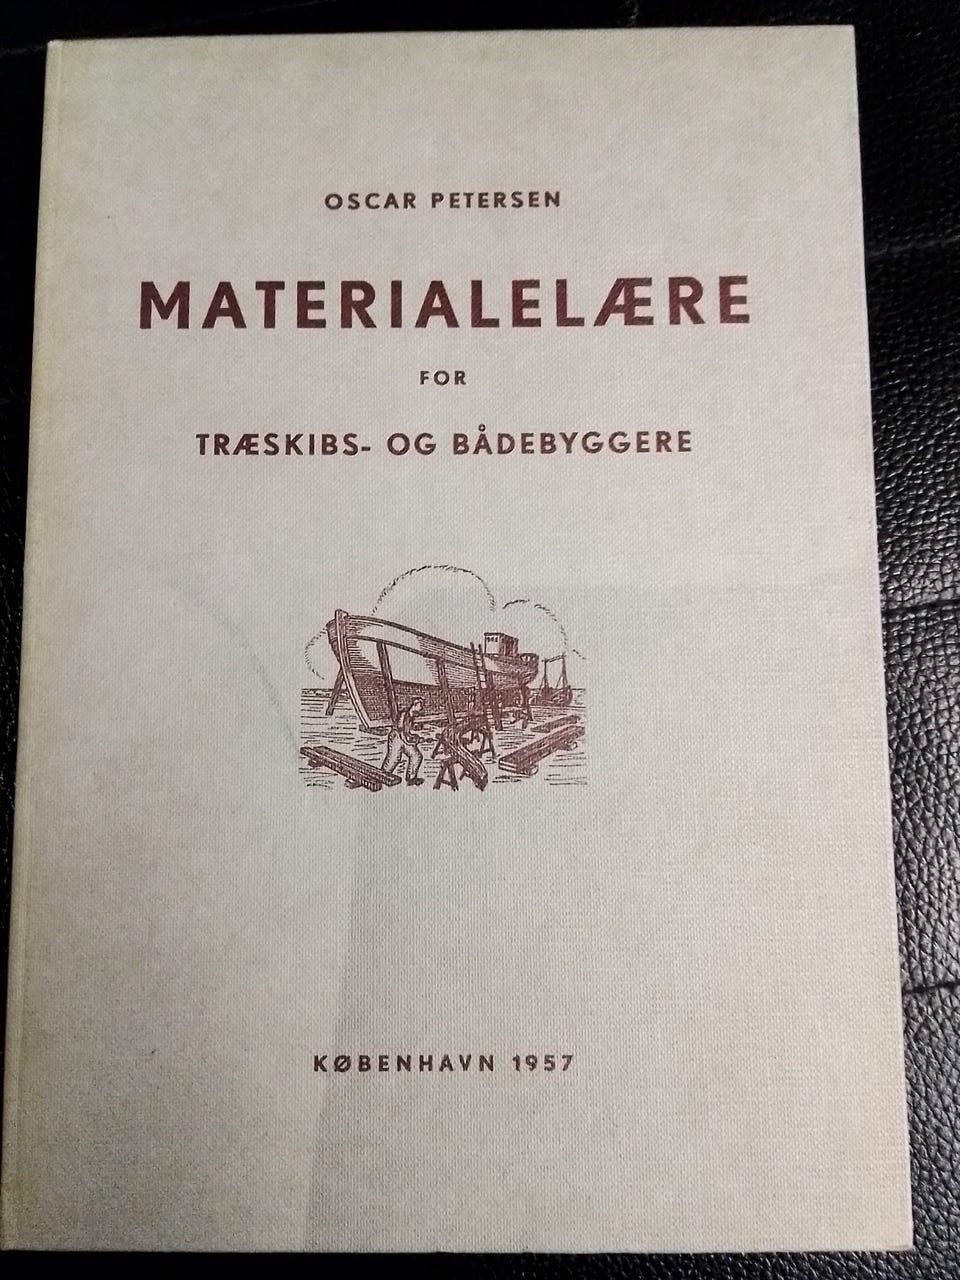 OSCAR PETERSEN
MATERIALELÆRE
FOR
TRÆSKIBS- OG BÅDEBYGGERE
KØBENHAVN 1957